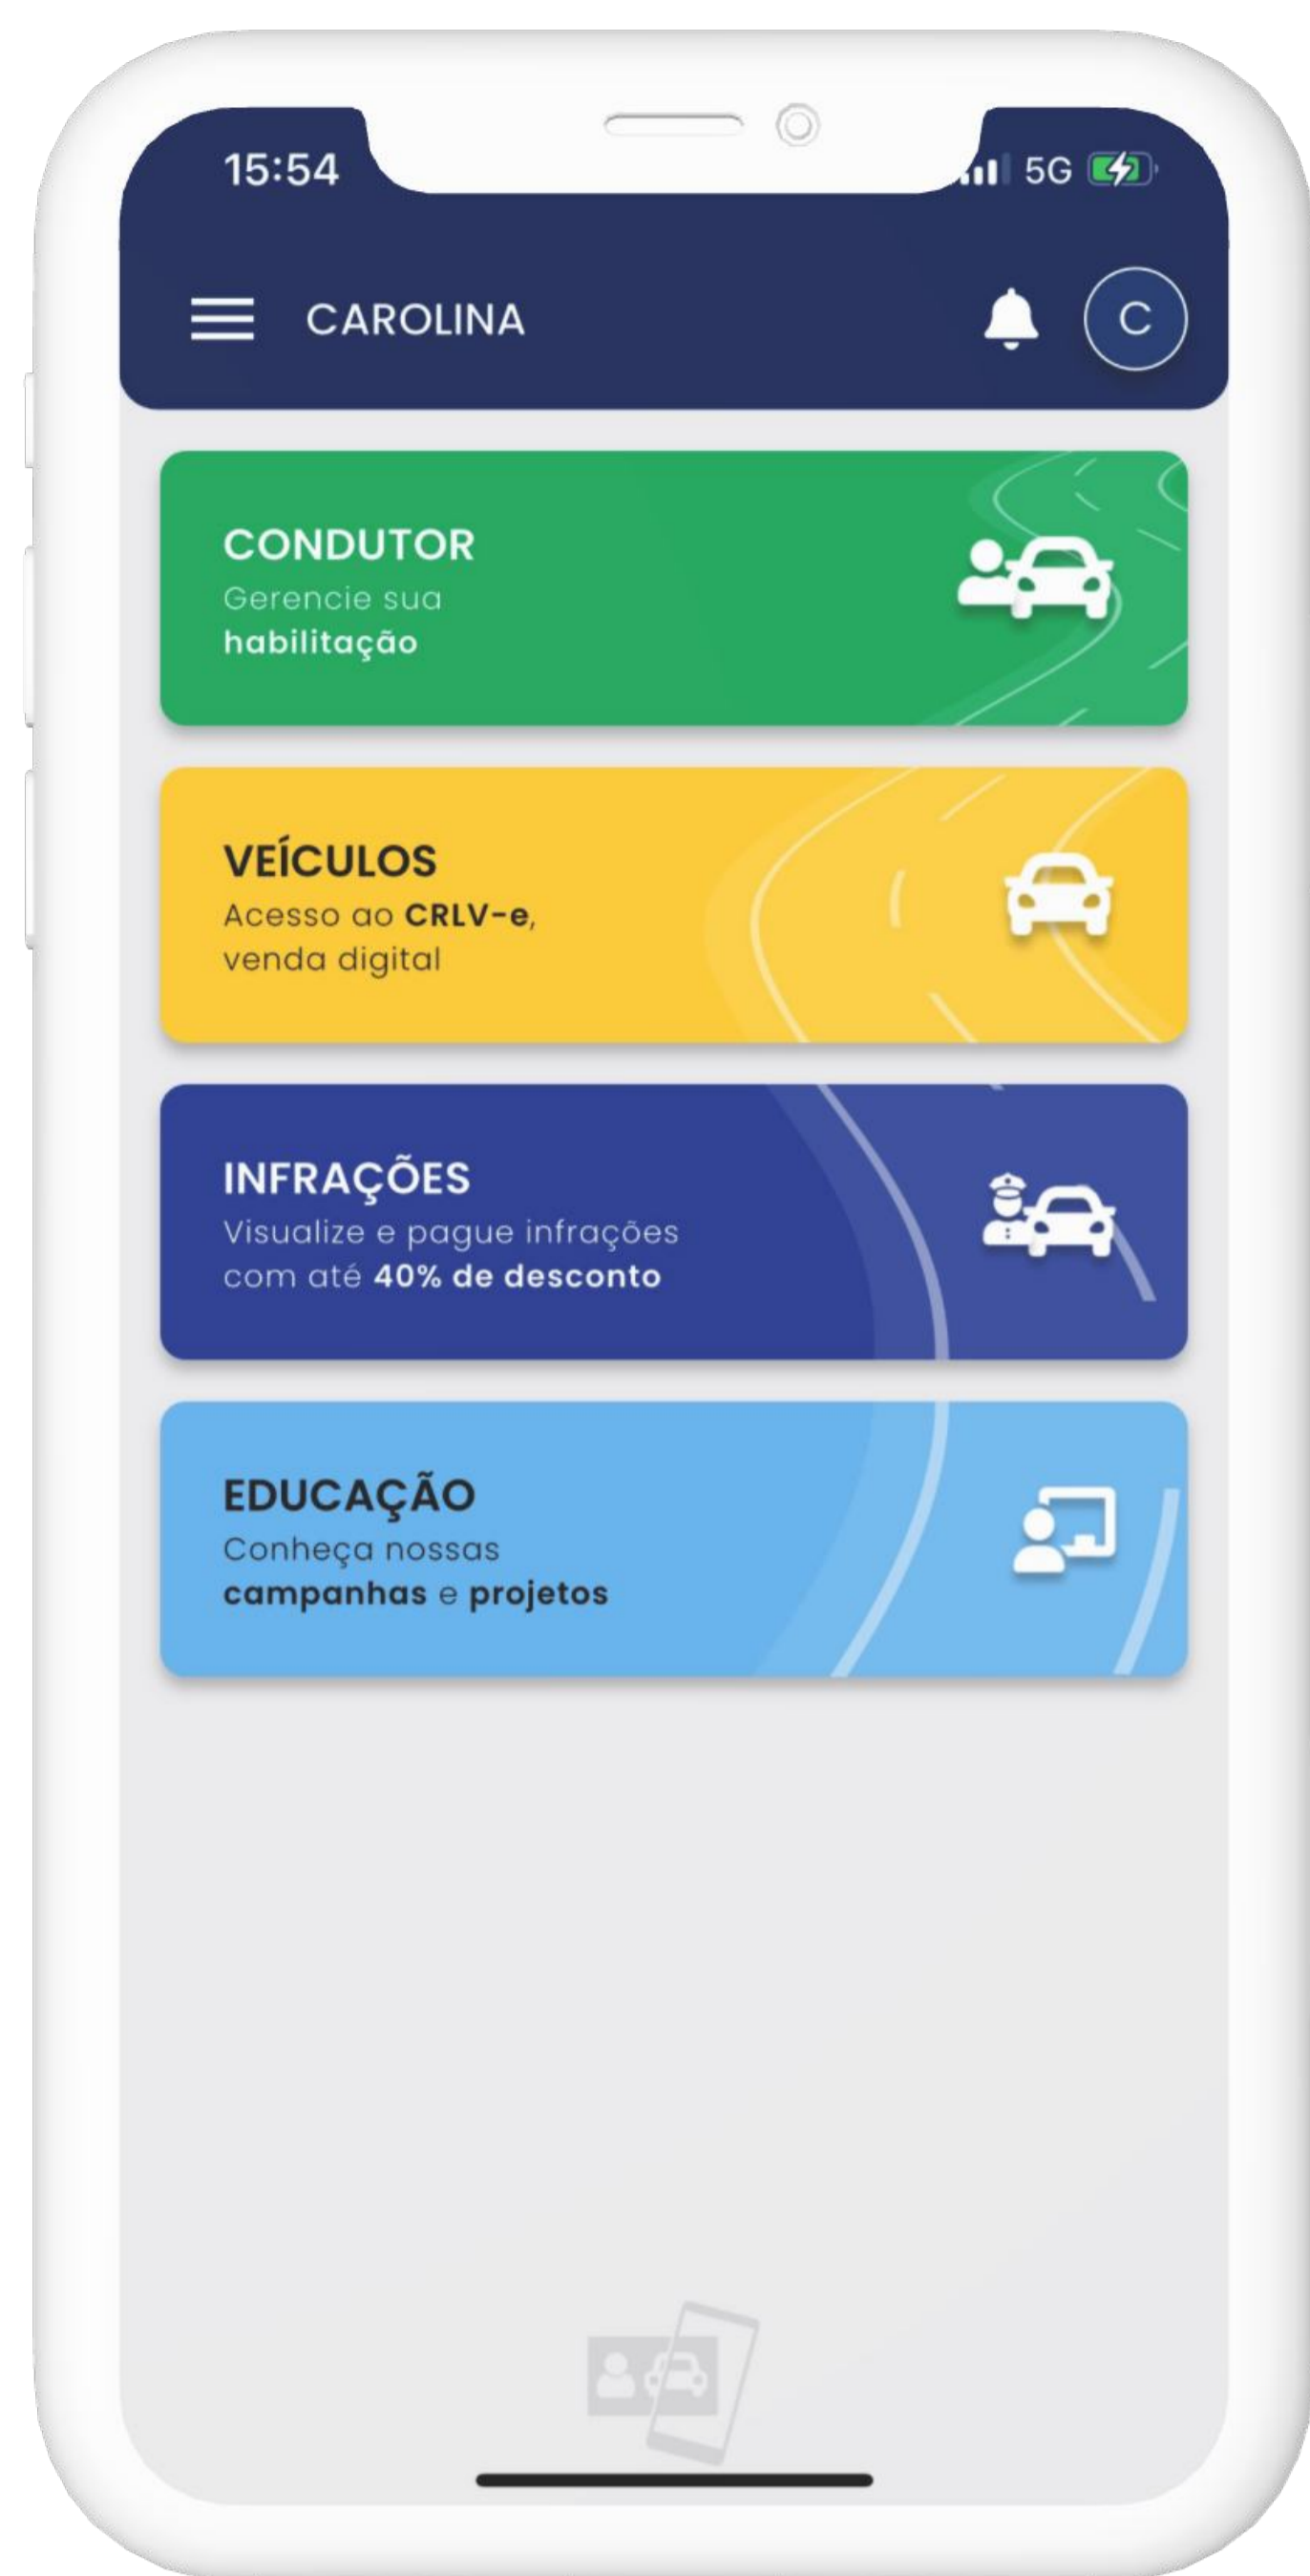 15:54
5G
CAROLINA
C
CONDUTOR
Gerencie sua
habilitação
VEÍCULOS
Acesso ao CRLV-e,
venda digital
INFRAÇÕES
Visualize e pague infrações
com até 40% de desconto
EDUCAÇÃO
Conheça nossas
campanhas e projetos